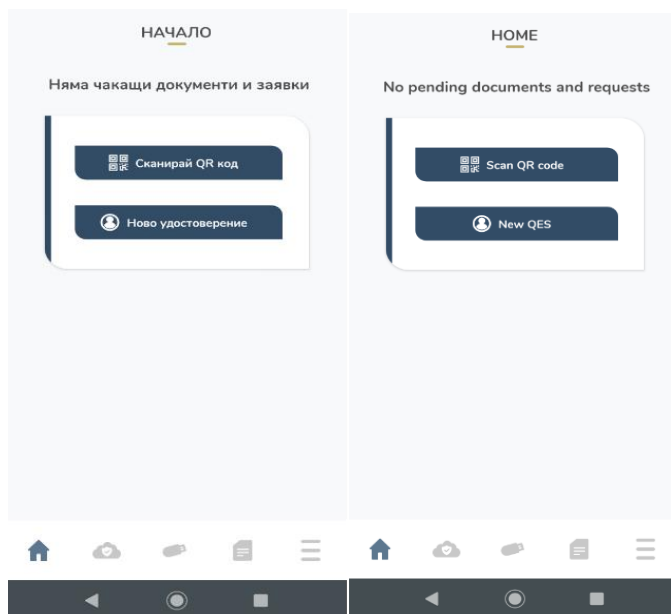 НАЧАЛО
Няма чакащи документи и заявки
Сканирай QR код
Ново удостоверение
HOME
No pending documents and requests
Scan QR code
New QES